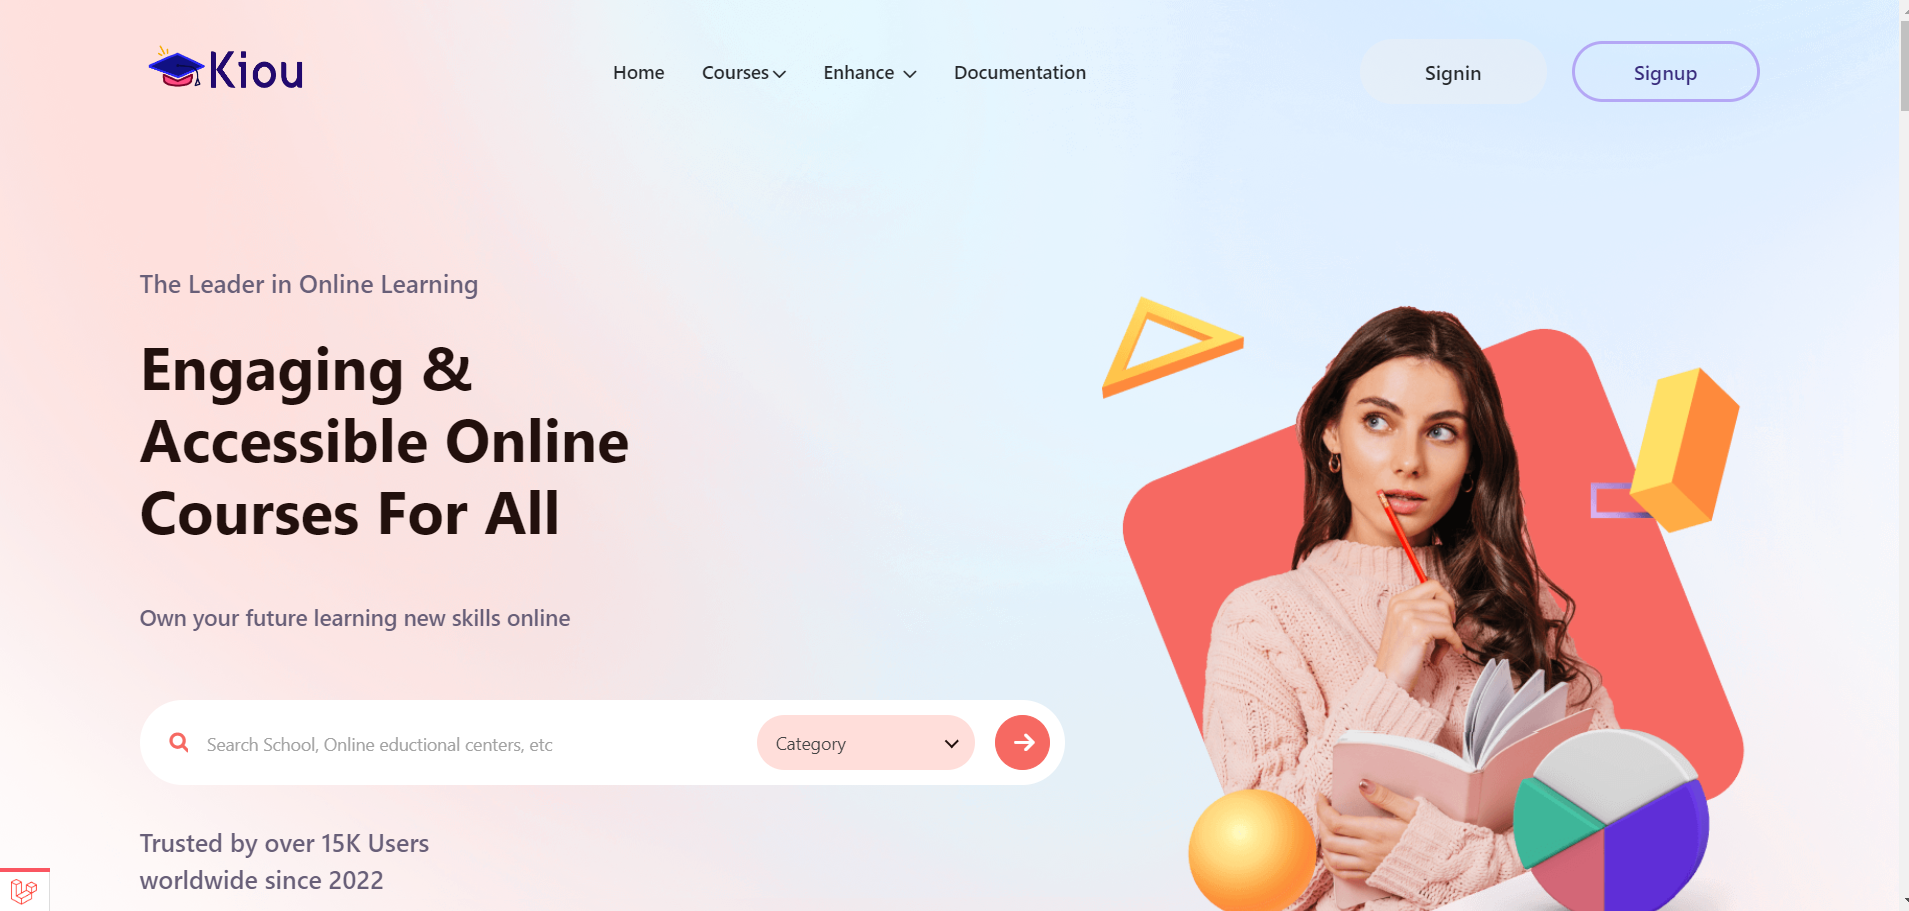 Kiou
Home Courses Enhance Documentation
Signin Signup
The Leader in Online Learning
Engaging &
Accessible Online
Courses For All
Own your future learning new skills online
Search School, Online eductional centers, etc
Category
Trusted by over 15K Users
worldwide since 2022